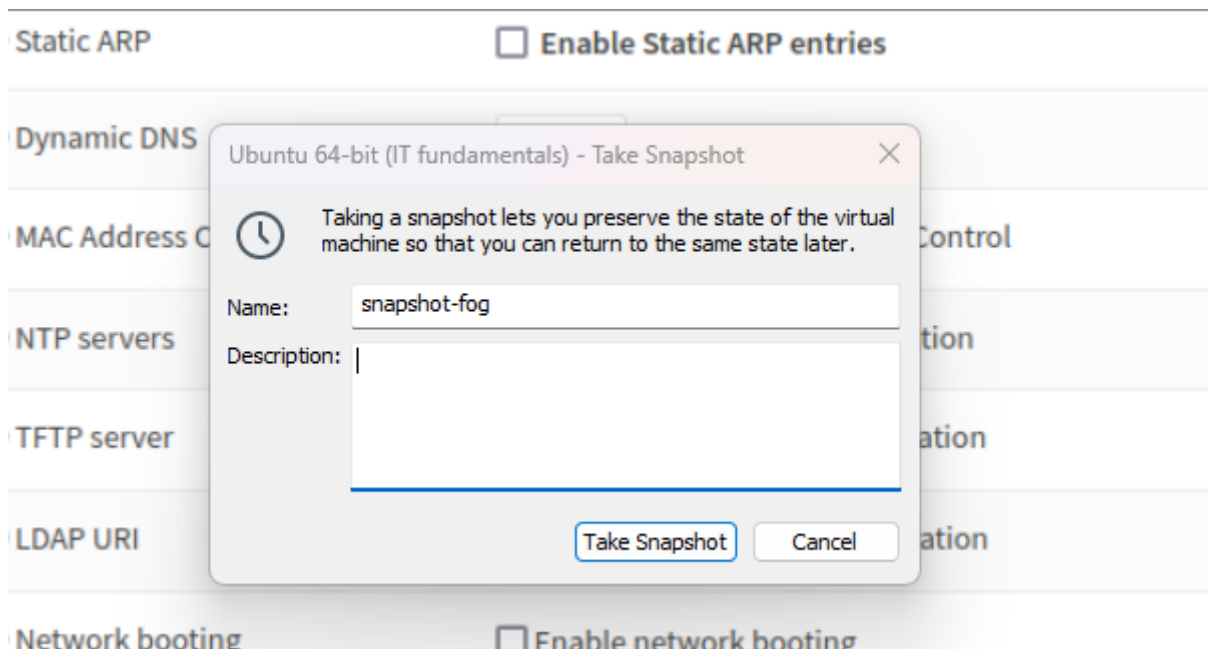 Static ARP
Enable Static ARP entries
Dynamic DNS
Ubuntu 64-bit (IT fundamentals) - Take Snapshot
Taking a snapshot lets you preserve the state of the virtual
machine so that you can return to the same state later.
MAC Address C
Control
Name:
snapshot-fog
NTP servers
tion
Description:
TFTP server
ation
LDAP URI
ation
Take Snapshot
Cancel
Network booting
Enable network booting